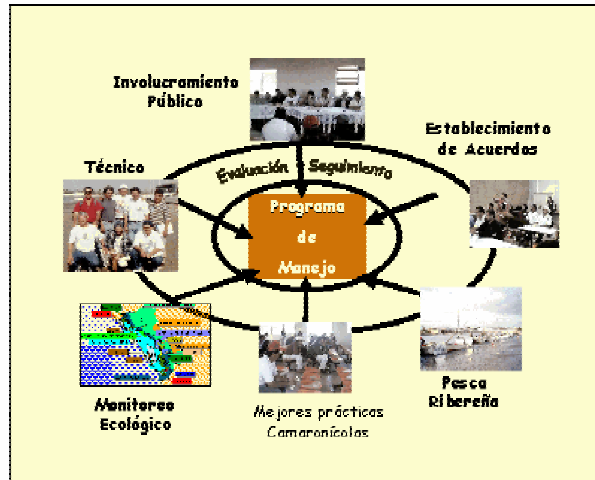 Involucramiento
Público
Establecimiento
de Acuerdos
Técnico
Evaluación Seguimiento
Programa
de
Manejo
Monitoreo
Ecológico
Mejores prácticas
Camaronícolas
Pesca
Ribereña